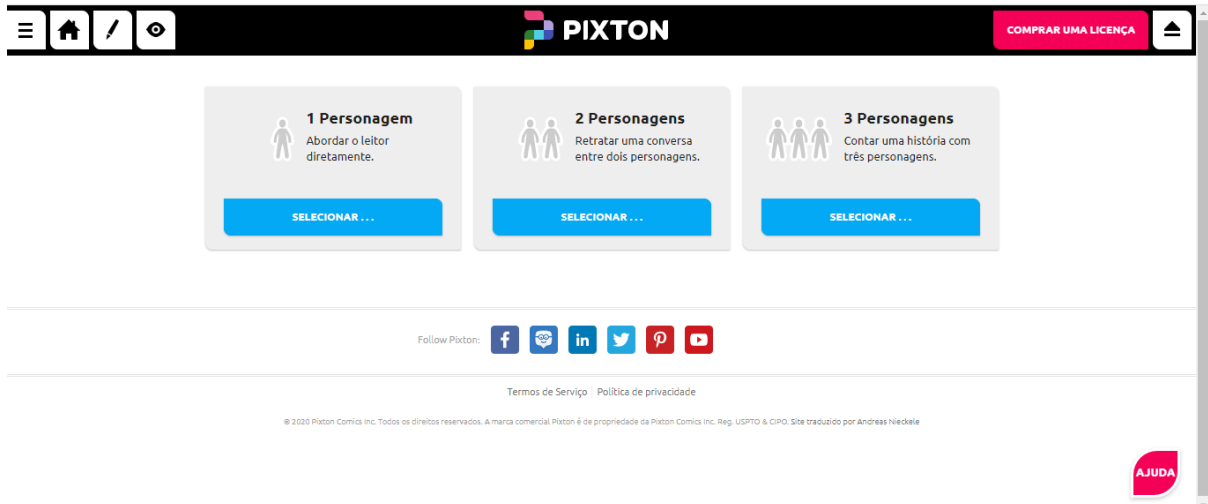 PIXTON
COMPRAR UMA LICENÇA
1 Personagem
Abordar o leitor
diretamente.
SELECIONAR . . .
2 Personagens
Retratar uma conversa
entre dois personagens.
SELECIONAR . . .
3 Personagens
Contar uma história com
três personagens.
SELECIONAR . . .
Follow Pixton:
Termos de Serviço | Política de privacidade
© 2020 Pixton Comics Inc. Todos os direitos reservados. A marca comercial Pixton é de propriedade da Pixton Comics Inc. Reg. USPTO & CIPO. Site traduzido por Andreas Nieckele
AJUDA